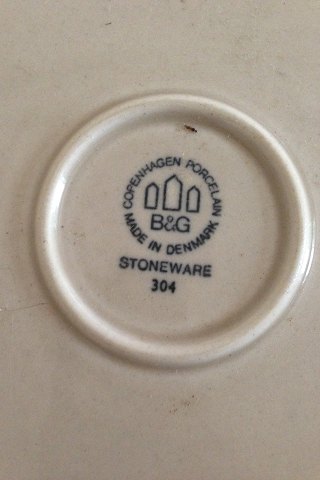 COPENHAGEN PORCELAIN
B&G
MADE IN DENMARK
STONEWARE
304